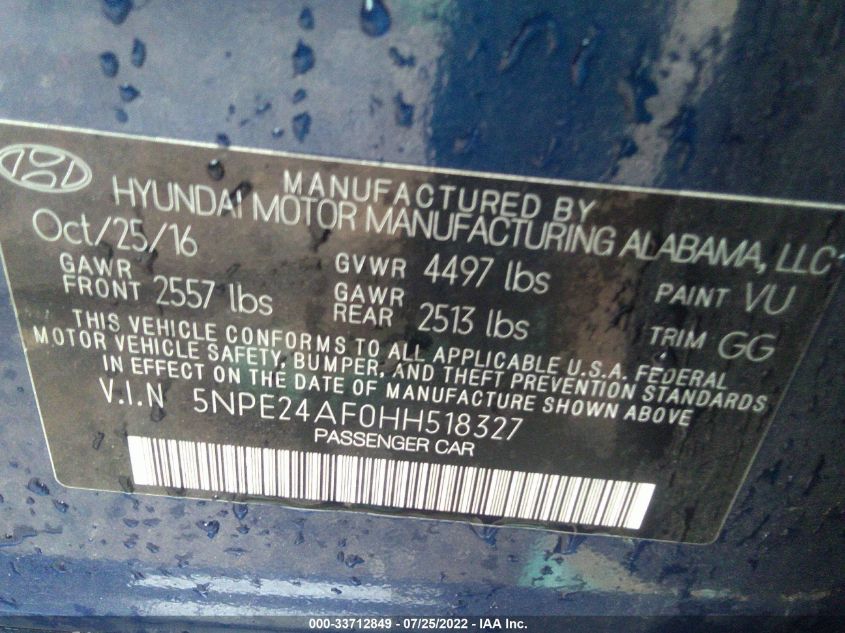 MANUFACTURED BY
HYUNDAI MOTOR MANUFACTURING ALABAMA, LLC
Oct/25/16
GAWR FRONT 2557 lbs
GVWR 4497 lbs
GAWR REAR 2513 lbs
PAINT VU
TRIM GG
THIS VEHICLE CONFORMS TO ALL APPLICABLE U.S.A. FEDERAL
MOTOR VEHICLE SAFETY, BUMPER, AND THEFT PREVENTION STANDARDS
IN EFFECT ON THE DATE OF MANUFACTURE SHOWN ABOVE
V.I.N 5NPE24AF0HH518327
PASSENGER CAR
000-33712849 - 07/25/2022 - IAA Inc.